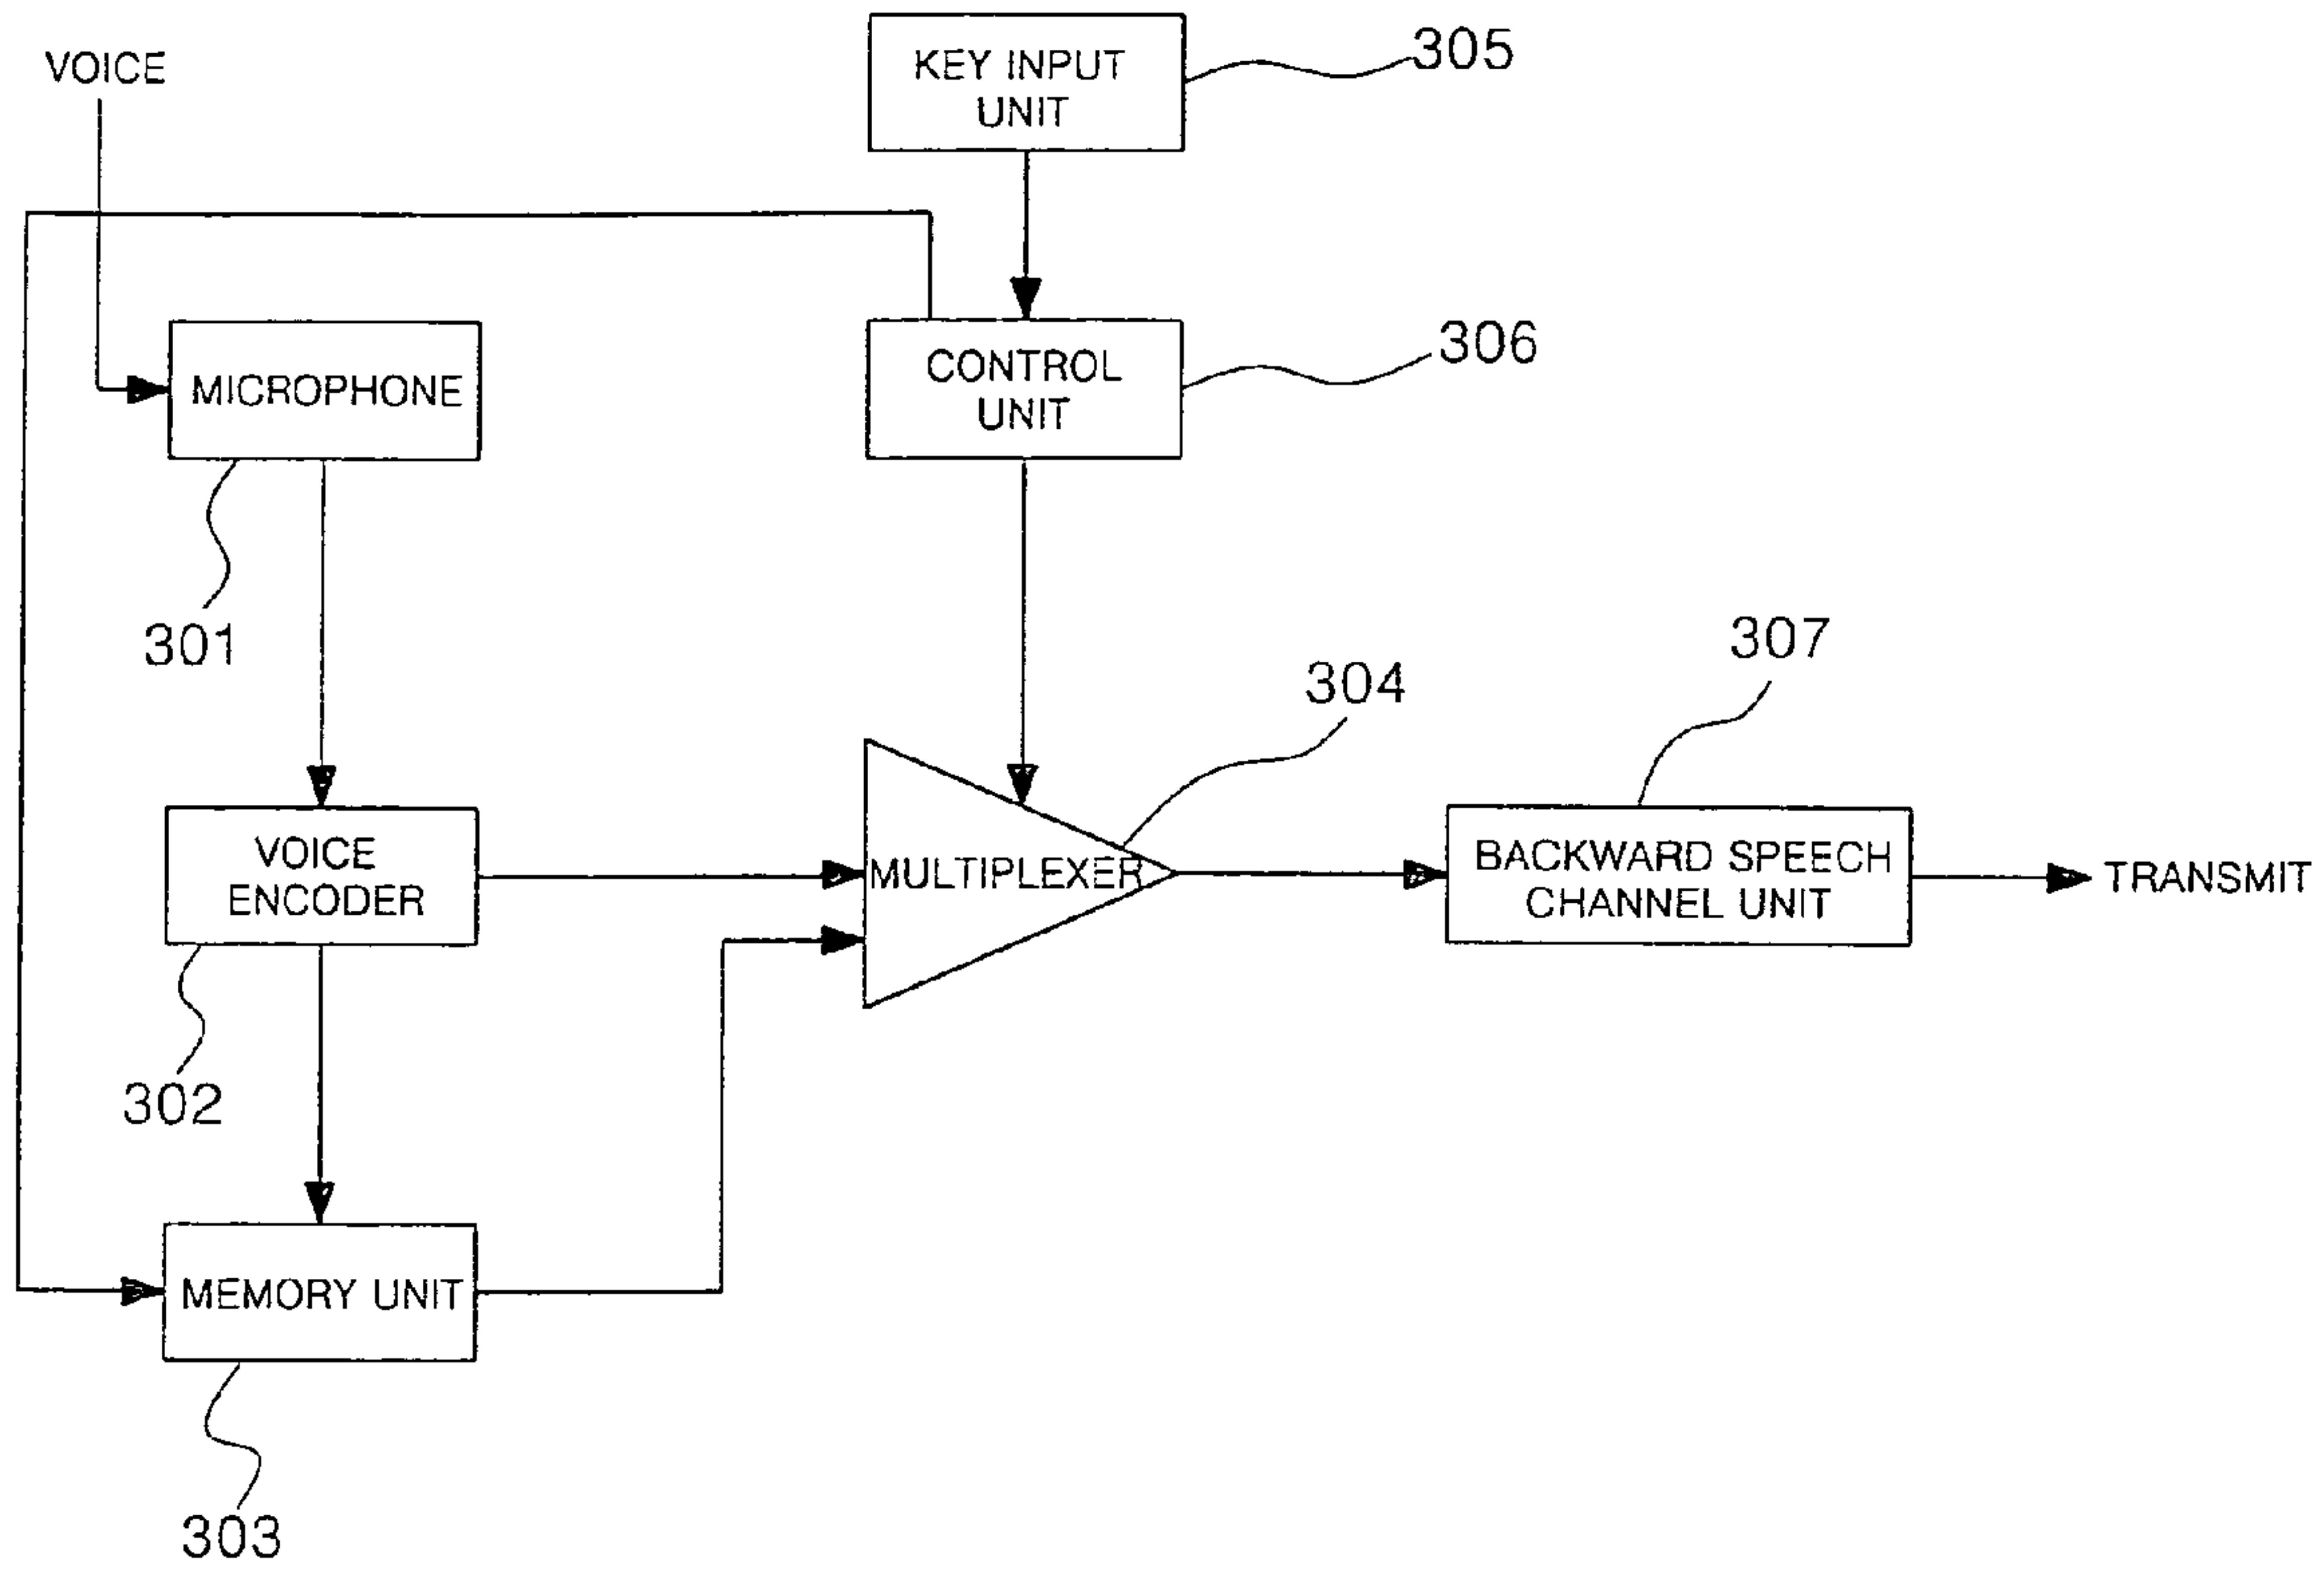 VOICE
KEY INPUT
UNIT
305
MICROPHONE
CONTROL
UNIT
306
301
304
307
VOICE
ENCODER
MULTIPLEXER
BACKWARD SPEECH
CHANNEL UNIT
TRANSMIT
302
MEMORY UNIT
303